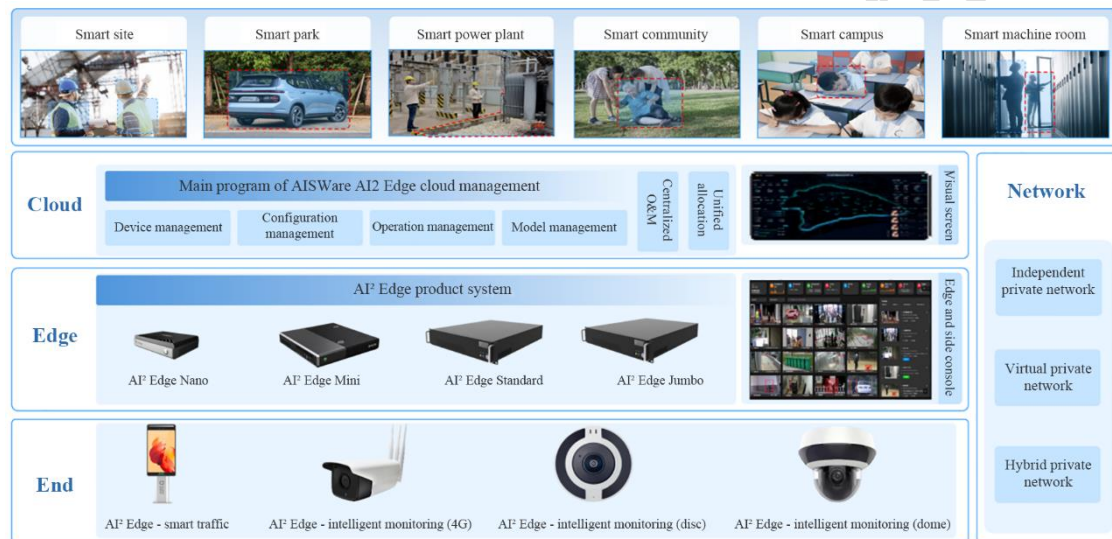 Smart site
Smart park
Smart power plant
Smart community
Smart campus
Smart machine room
Cloud
Main program of AISWare AI2 Edge cloud management
Device management
Configuration
management
Operation management
Model management
Centralized
O&M
Unified
allocation
Visual screen
Network
Independent
private network
Virtual private
network
Hybrid private
network
Edge
AI² Edge product system
AI² Edge Nano
AI² Edge Mini
AI² Edge Standard
AI² Edge Jumbo
Edge and side console
End
AI² Edge - smart traffic
AI² Edge - intelligent monitoring (4G)
AI² Edge - intelligent monitoring (disc)
AI² Edge - intelligent monitoring (dome)